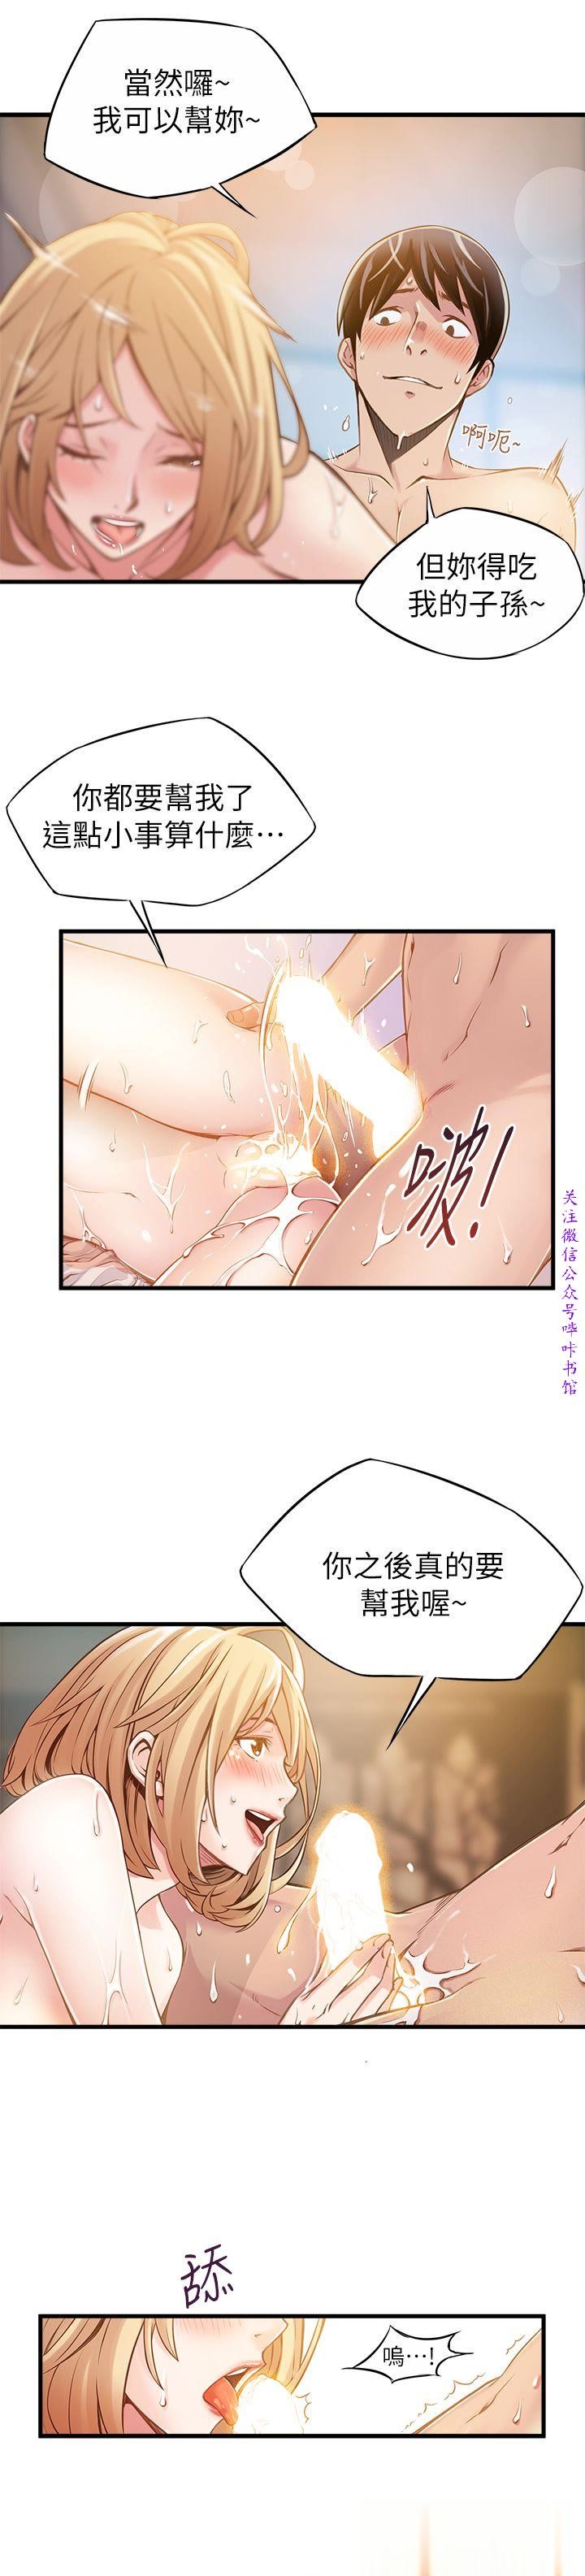 當然囉~
我可以幫妳~
啊呃~
但妳得吃
我的子孫~
你都要幫我了
這點小事算什麼…
啵!
关注微信公众号哔咔书馆
你之後真的要
幫我喔~
舔
嗚…!